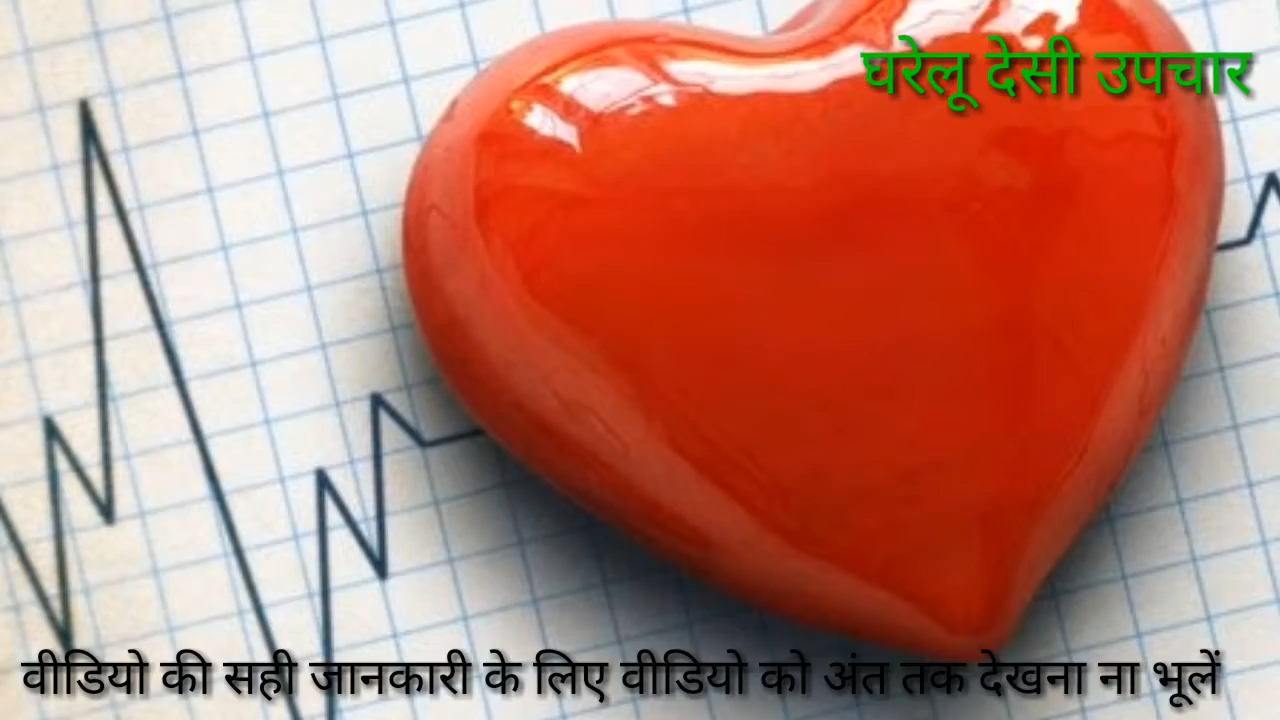 घरेलू देसी उपचार
वीडियो की सही जानकारी के लिए वीडियो को अंत तक देखना ना भूलें